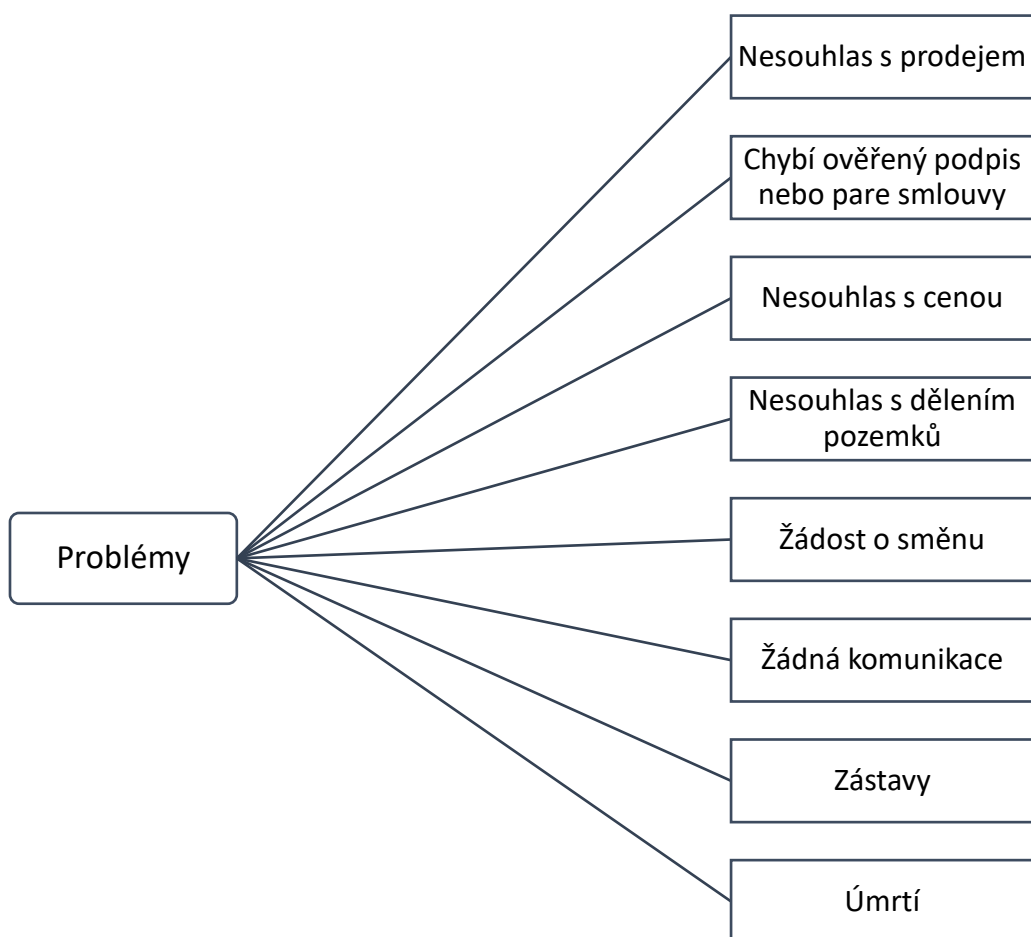 Nesouhlas s prodejem
Chybí ověřený podpis
nebo pare smlouvy
Nesouhlas s cenou
Nesouhlas s dělením
pozemků
Problémy
Žádost o směnu
Žádná komunikace
Zástavy
Úmrtí